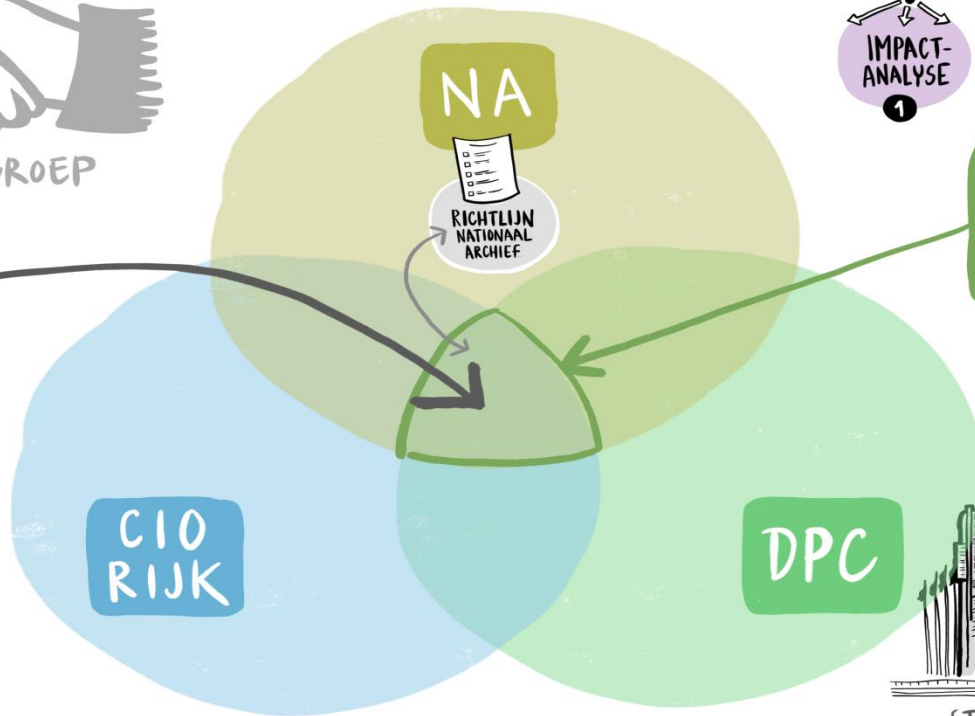 NA
IMPACT-
ANALYSE
1
ROEP
RICHTLIJN
NATIONAAL
ARCHIEF
CIO
RIJK
DPC